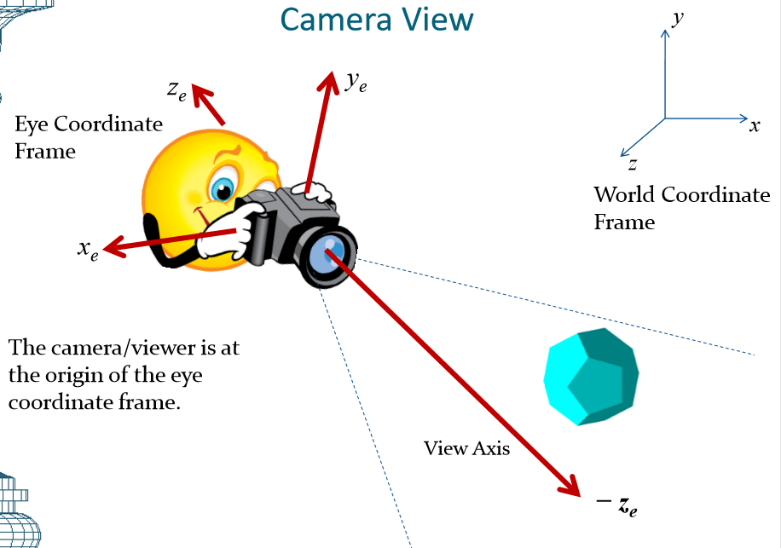 Camera View
z_e
y_e
y
Eye Coordinate
Frame
x
z
World Coordinate
Frame
x_e
The camera/viewer is at
the origin of the eye
coordinate frame.
View Axis
− z_e